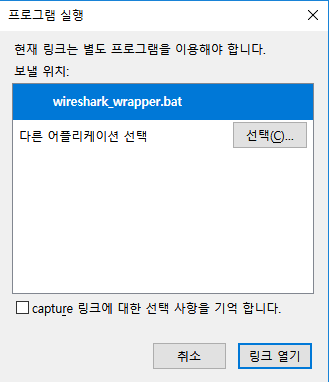 프로그램 실행
현재 링크는 별도 프로그램을 이용해야 합니다.
보낼 위치:
wireshark_wrapper.bat
다른 어플리케이션 선택
선택(C)...
capture 링크에 대한 선택 사항을 기억 합니다.
취소
링크 열기